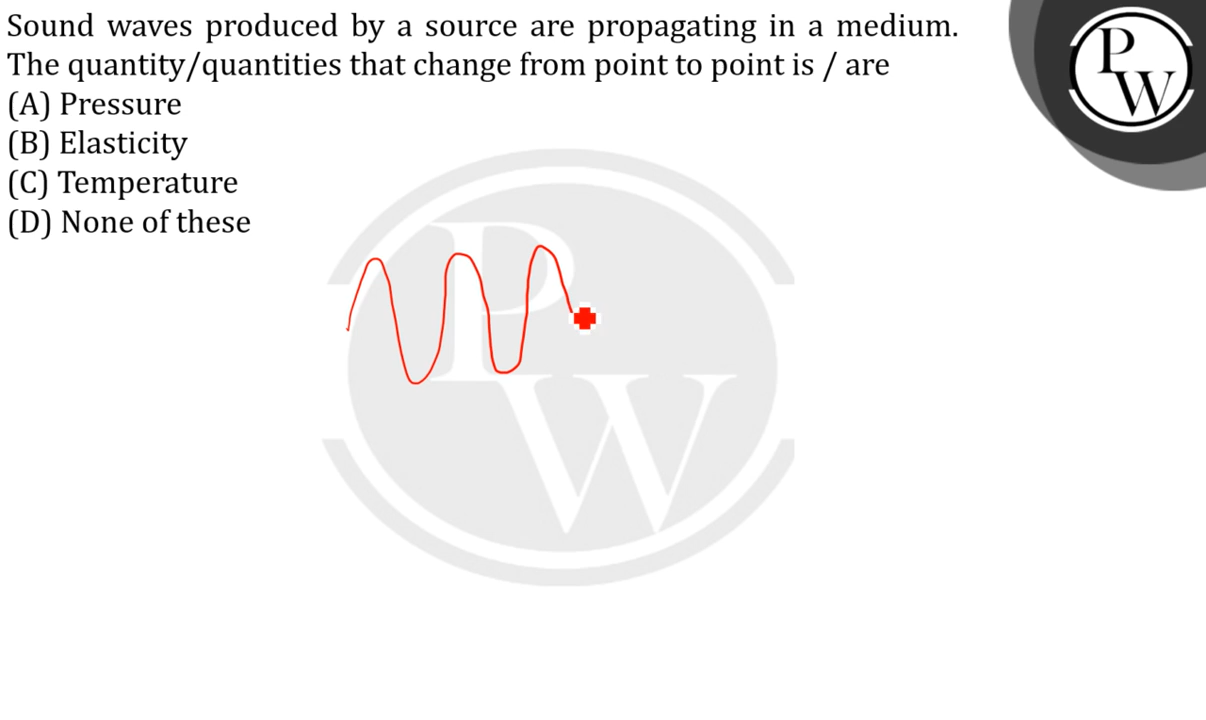 Sound waves produced by a source are propagating in a medium.
The quantity/quantities that change from point to point is / are
(A) Pressure
(B) Elasticity
(C) Temperature
(D) None of these
PW
PW